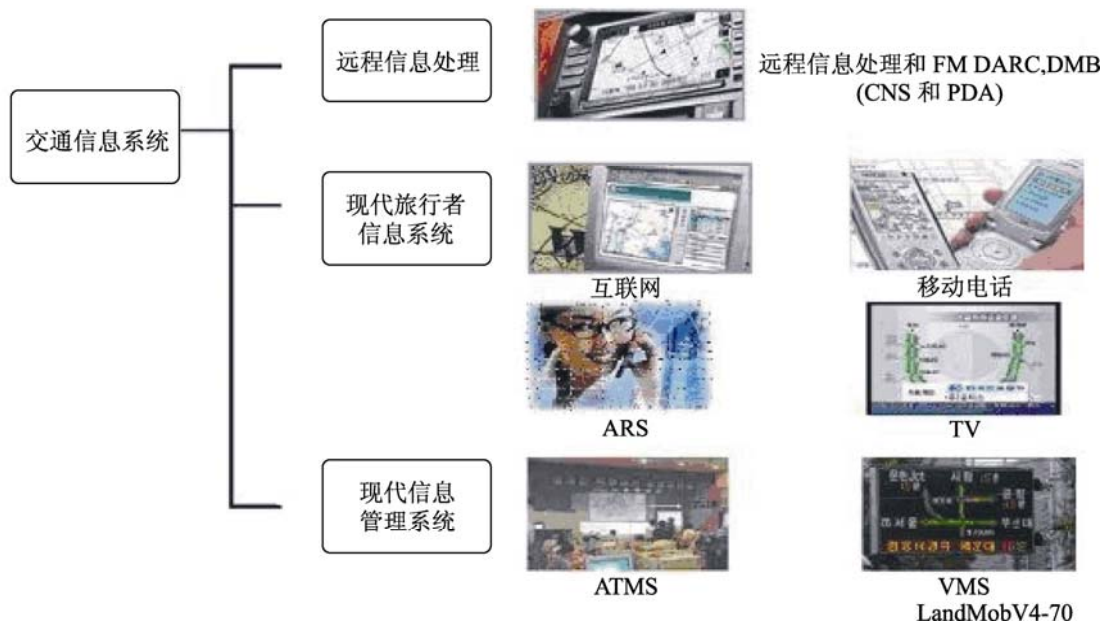 交通信息系统
远程信息处理
远程信息处理和 FM DARC,DMB
(CNS 和 PDA)
现代旅行者
信息系统
互联网
移动电话
ARS
TV
现代信息
管理系统
ATMS
VMS
LandMobV4-70